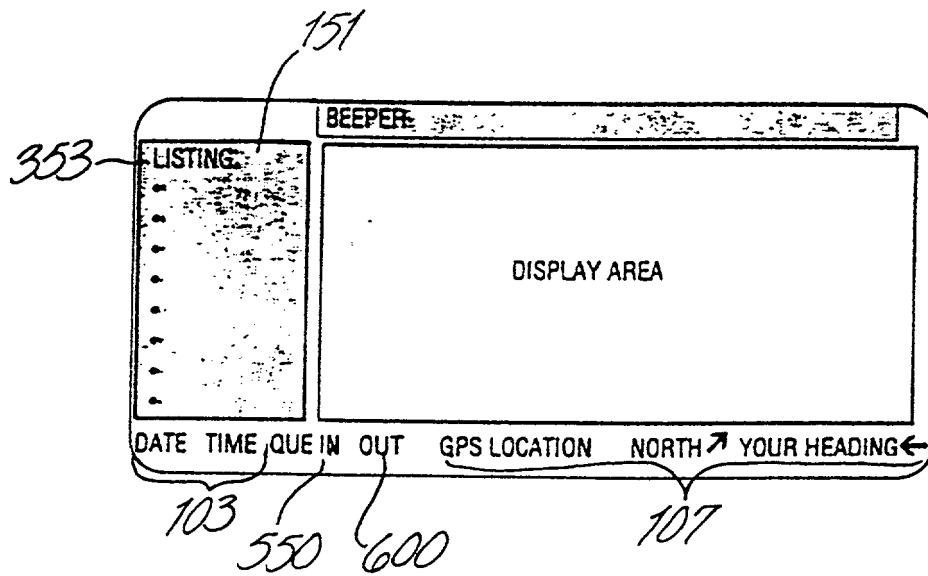 151
BEEPER:
353
LISTING:
DISPLAY AREA
DATE TIME QUE IN OUT GPS LOCATION NORTH↗ YOUR HEADING←
103 550 600 107